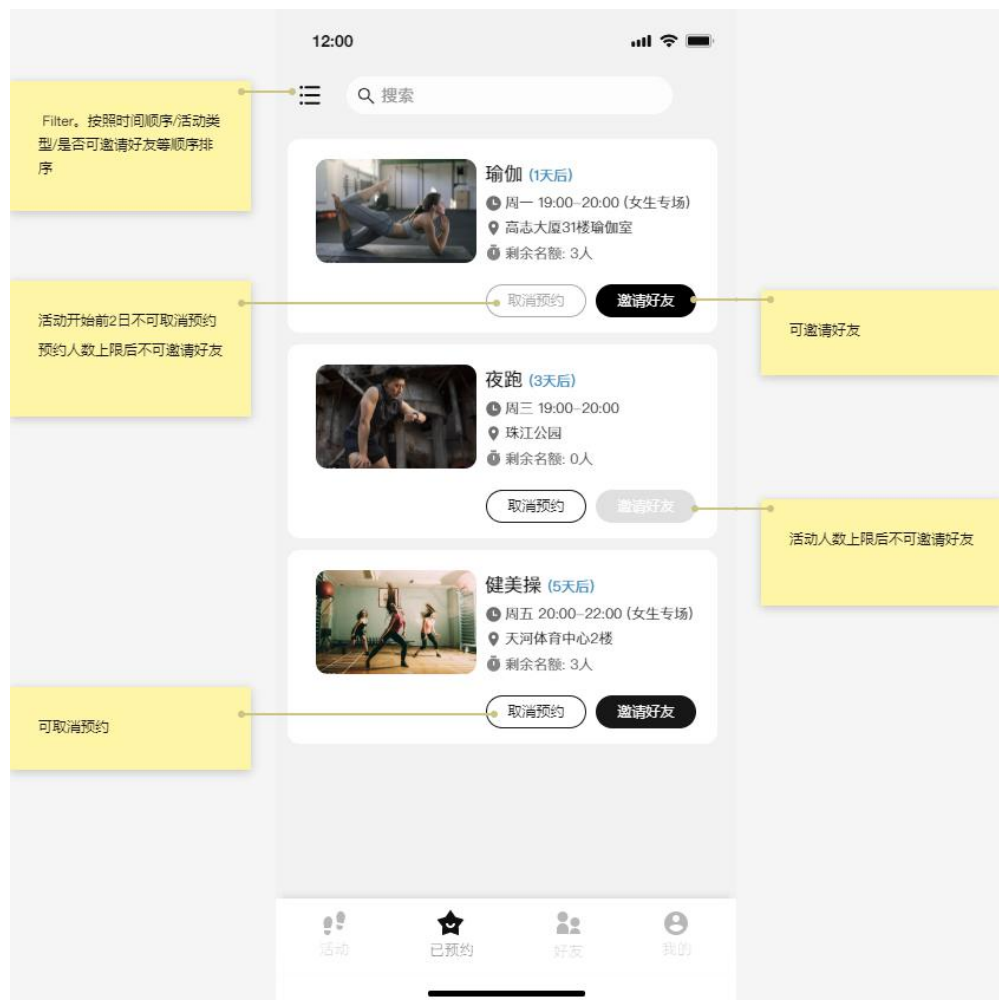 12:00
搜索
Filter。按照时间顺序/活动类
型/是否可邀请好友等顺序排
序
瑜伽 (1天后)
周一 19:00-20:00 (女生专场)
高志大厦31楼瑜伽室
剩余名额: 3人
取消预约
邀请好友
活动开始前2日不可取消预约
预约人数上限后不可邀请好友
可邀请好友
夜跑 (3天后)
周三 19:00-20:00
珠江公园
剩余名额: 0人
取消预约
邀请好友
活动人数上限后不可邀请好友
健美操 (5天后)
周五 20:00-22:00 (女生专场)
天河体育中心2楼
剩余名额: 3人
取消预约
邀请好友
可取消预约
活动
已预约
好友
我的